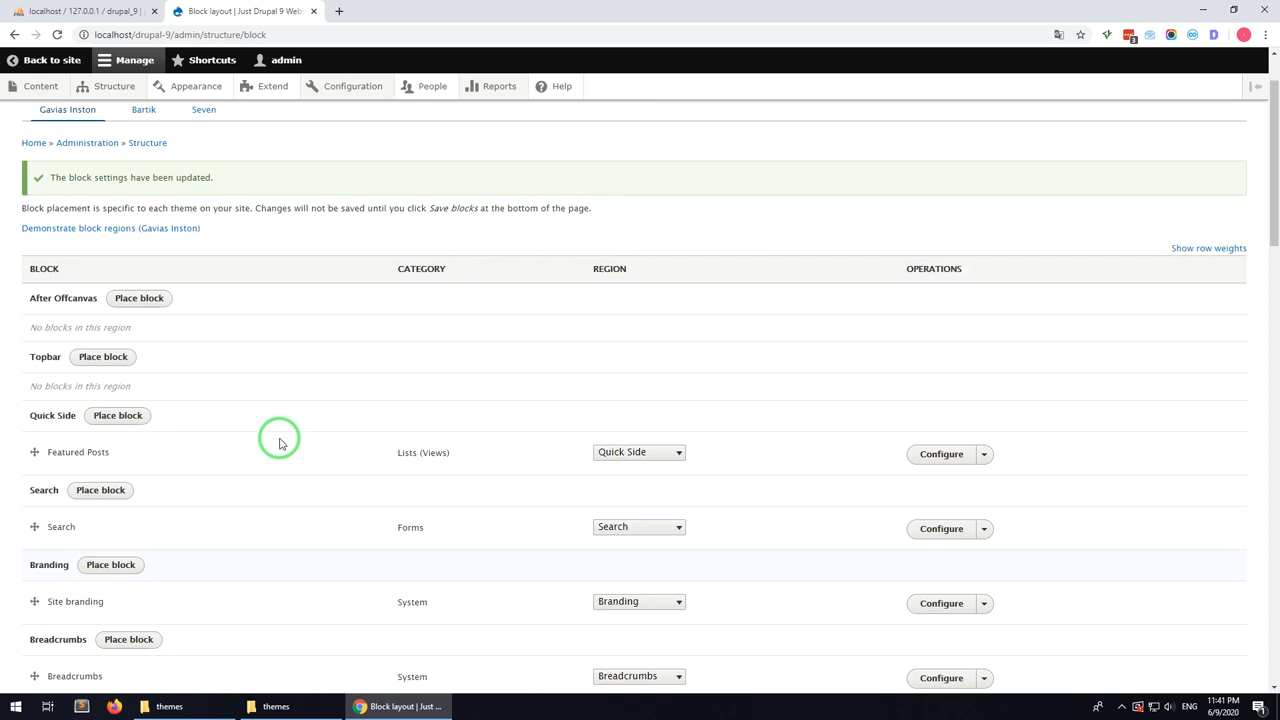 localhost / 127.0.0.1 / drupal_9 |
Block layout | Just Drupal 9 Webs
localhost/drupal-9/admin/structure/block
3
Back to site
Manage
Shortcuts
admin
Content
Structure
Appearance
Extend
Configuration
People
Reports
Help
Gavias Inston
Bartik
Seven
Home » Administration » Structure
The block settings have been updated.
Block placement is specific to each theme on your site. Changes will not be saved until you click Save blocks at the bottom of the page.
Demonstrate block regions (Gavias Inston)
Show row weights
BLOCK CATEGORY REGION OPERATIONS
After Offcanvas Place block
No blocks in this region
Topbar Place block
No blocks in this region
Quick Side Place block
Featured Posts Lists (Views) Quick Side Configure
Search Place block
Search Forms Search Configure
Branding Place block
Site branding System Branding Configure
Breadcrumbs Place block
Breadcrumbs System Breadcrumbs Configure
themes
themes
Block layout | Just ...
ENG
11:41 PM
6/9/2020
1